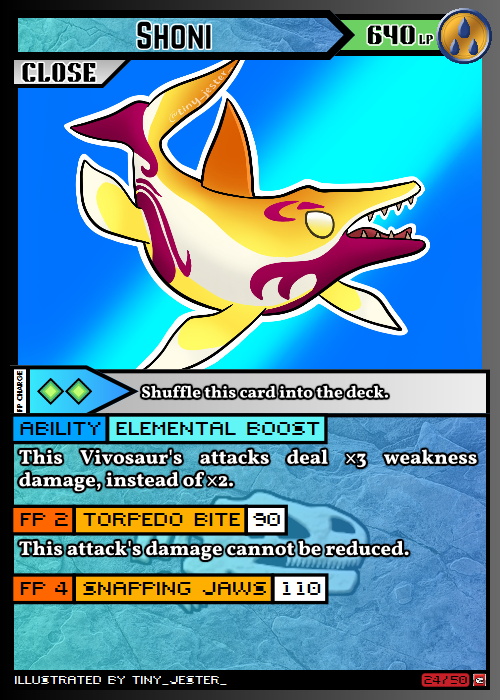 SHONI
640 LP
CLOSE
@tiny_jester
FP CHARGE
Shuffle this card into the deck.
ABILITY ELEMENTAL BOOST
This Vivosaur's attacks deal ×3 weakness
damage, instead of ×2.
FP 2 TORPEDO BITE 90
This attack's damage cannot be reduced.
FP 4 SNAPPING JAWS 110
ILLUSTRATED BY TINY_JESTER_
24/50